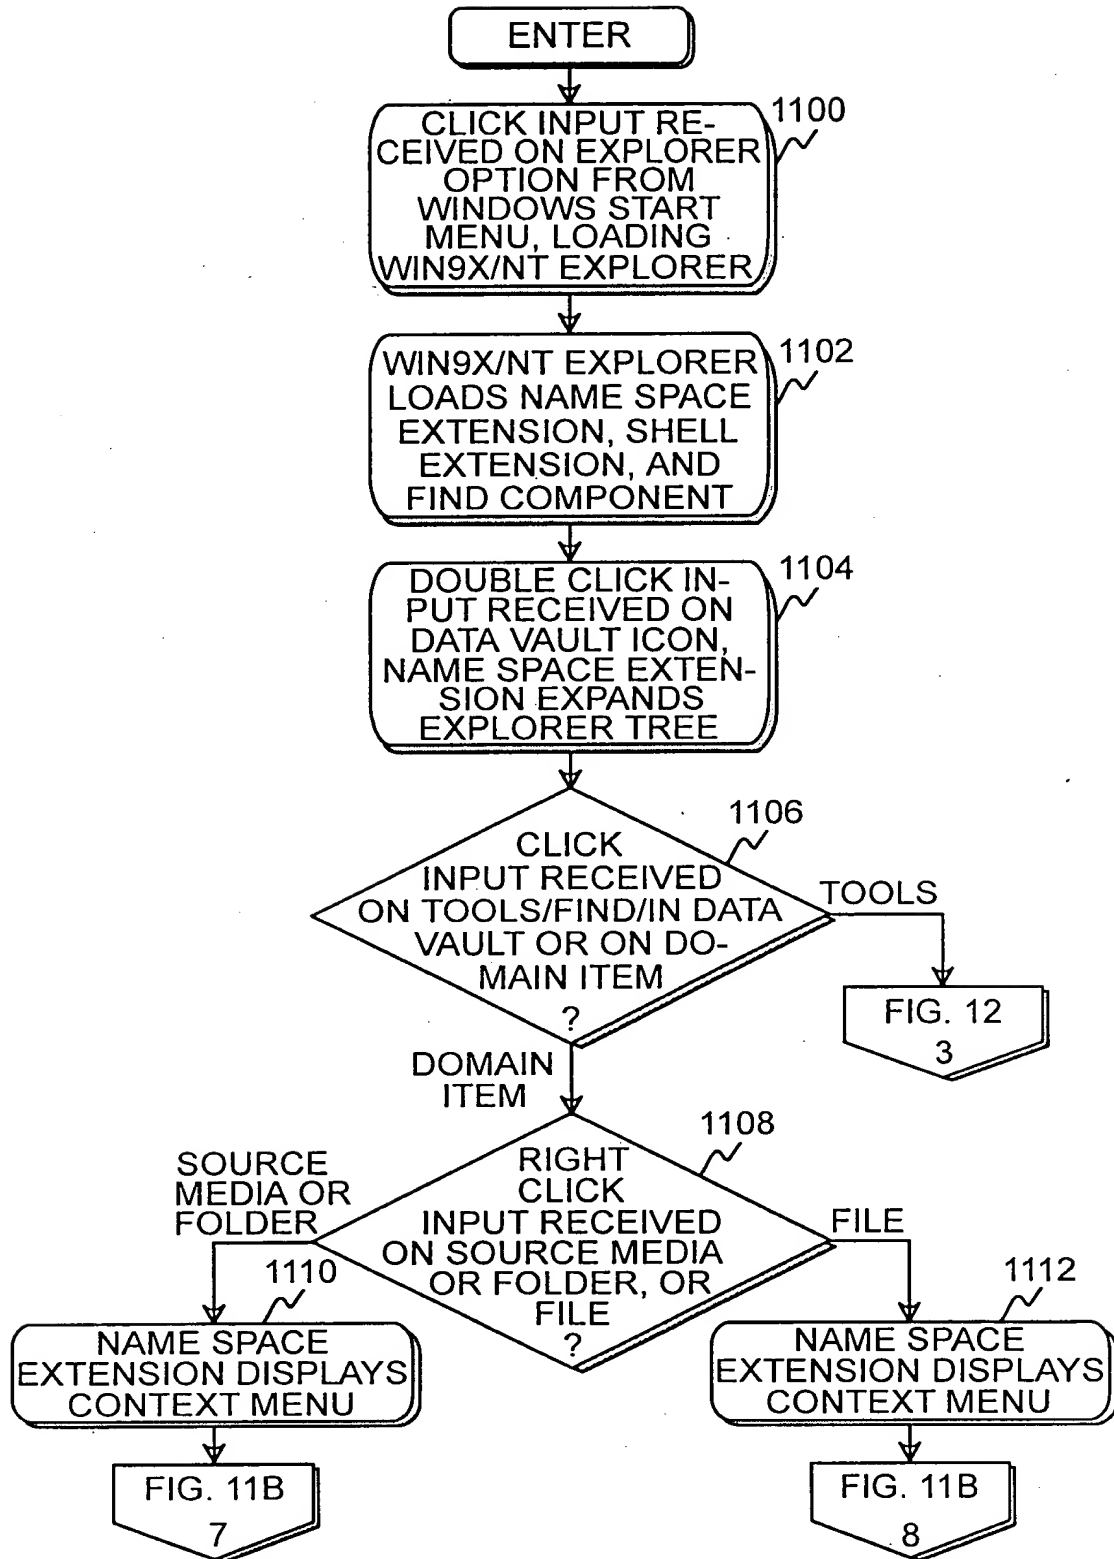 ENTER
1100
CLICK INPUT RE-
CEIVED ON EXPLORER
OPTION FROM
WINDOWS START
MENU, LOADING
WIN9X/NT EXPLORER
1102
WIN9X/NT EXPLORER
LOADS NAME SPACE
EXTENSION, SHELL
EXTENSION, AND
FIND COMPONENT
1104
DOUBLE CLICK IN-
PUT RECEIVED ON
DATA VAULT ICON,
NAME SPACE EXTEN-
SION EXPANDS
EXPLORER TREE
1106
CLICK
INPUT RECEIVED
ON TOOLS/FIND/IN DATA
VAULT OR ON DO-
MAIN ITEM
?
TOOLS
FIG. 12
3
DOMAIN
ITEM
1108
RIGHT
CLICK
INPUT RECEIVED
ON SOURCE MEDIA
OR FOLDER, OR
FILE
?
SOURCE
MEDIA OR
FOLDER
FILE
1110
NAME SPACE
EXTENSION DISPLAYS
CONTEXT MENU
1112
NAME SPACE
EXTENSION DISPLAYS
CONTEXT MENU
FIG. 11B
7
FIG. 11B
8